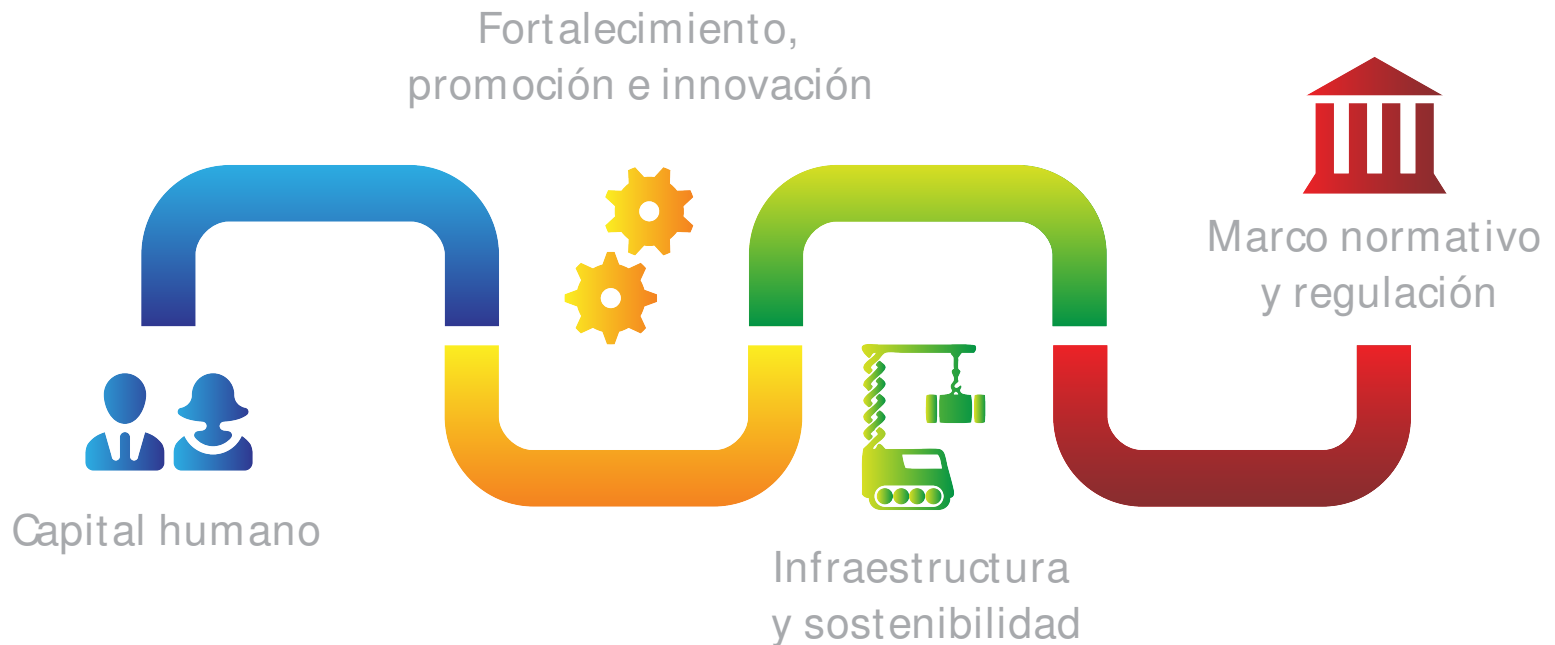 Fortalecimiento,
promoción e innovación
Marco normativo
y regulación
Capital humano
Infraestructura
y sostenibilidad